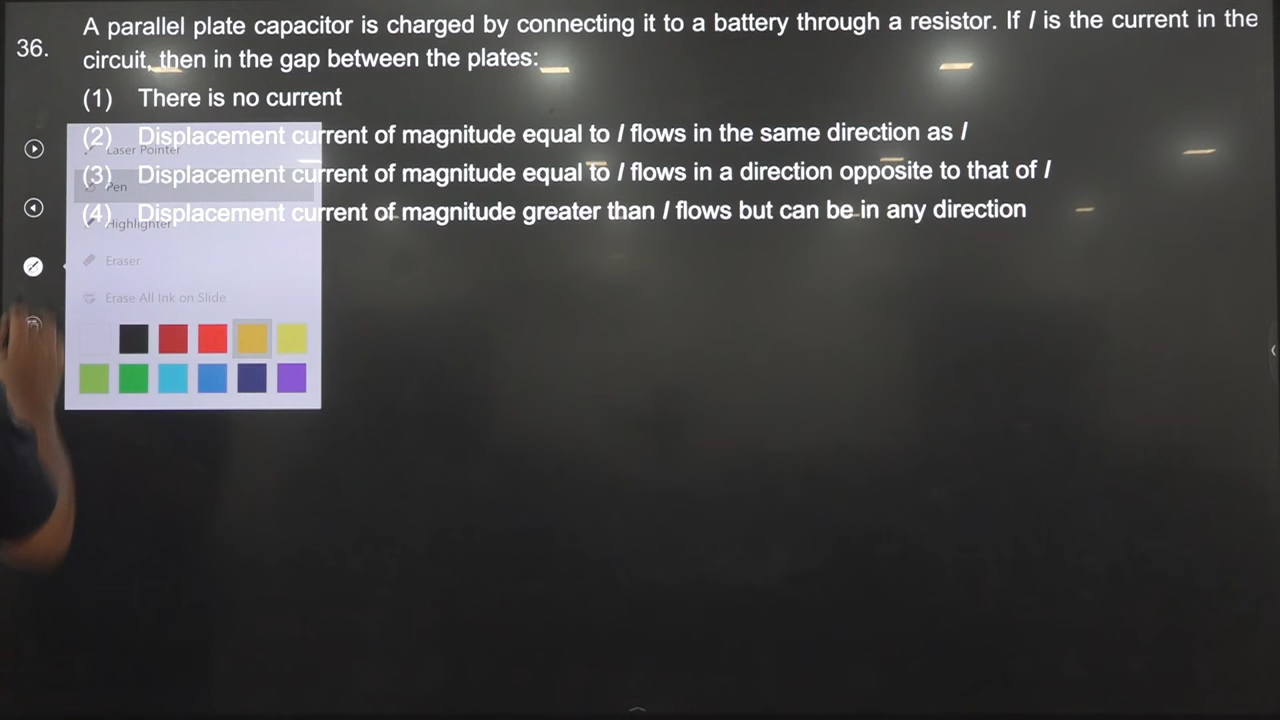 36.
A parallel plate capacitor is charged by connecting it to a battery through a resistor. If I is the current in the
circuit, then in the gap between the plates:
(1) There is no current
(2) Displacement current of magnitude equal to I flows in the same direction as I
Laser Pointer
(3) Displacement current of magnitude equal to I flows in a direction opposite to that of I
Pen
(4) Displacement current of magnitude greater than I flows but can be in any direction
Highlighter
Eraser
Erase All Ink on Slide